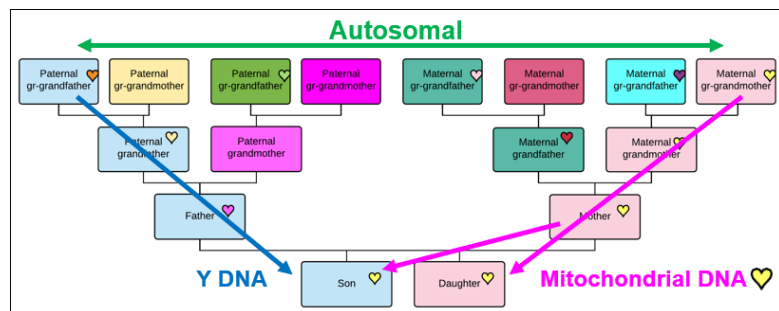 Autosomal
Paternal
gr-grandfather
Paternal
gr-grandmother
Paternal
gr-grandfather
Paternal
gr-grandmother
Maternal
gr-grandfather
Maternal
gr-grandmother
Maternal
gr-grandfather
Maternal
gr-grandmother
Paternal
grandfather
Paternal
grandmother
Maternal
grandfather
Maternal
grandmother
Father
Mother
Y DNA
Son
Daughter
Mitochondrial DNA